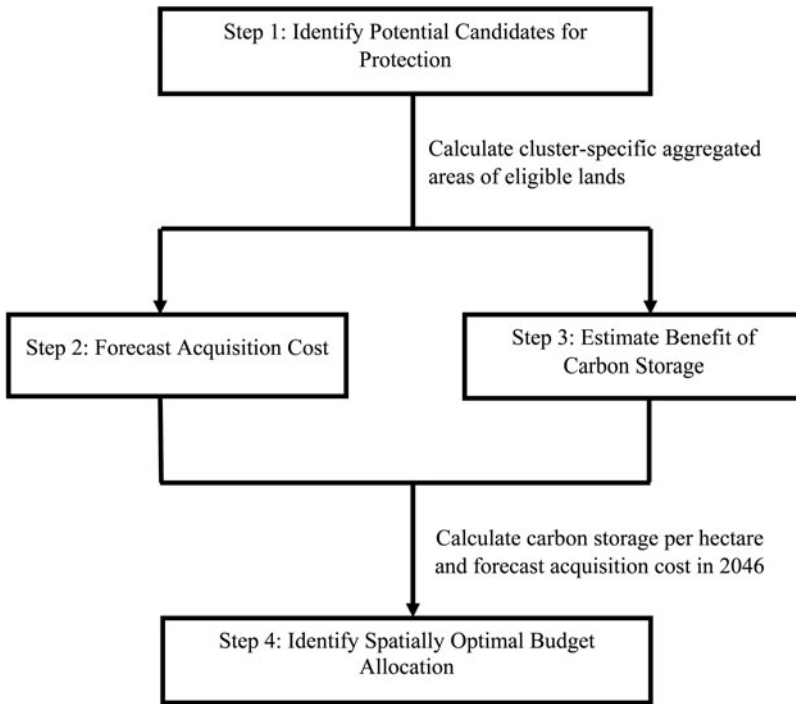 Step 1: Identify Potential Candidates for
Protection
Calculate cluster-specific aggregated
areas of eligible lands
Step 2: Forecast Acquisition Cost
Step 3: Estimate Benefit of
Carbon Storage
Calculate carbon storage per hectare
and forecast acquisition cost in 2046
Step 4: Identify Spatially Optimal Budget
Allocation